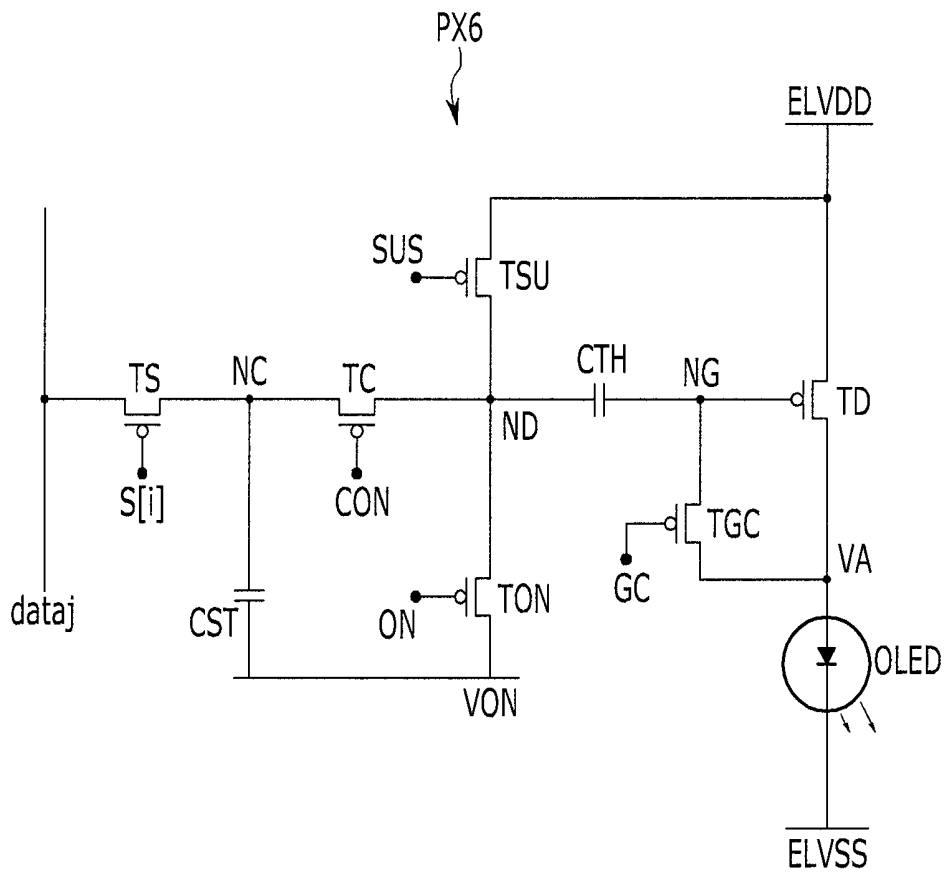 PX6
ELVDD
SUS
TSU
TS
NC
TC
CTH
NG
TD
ND
S[i]
CON
TGC
VA
GC
dataj
CST
ON
TON
OLED
VON
ELVSS